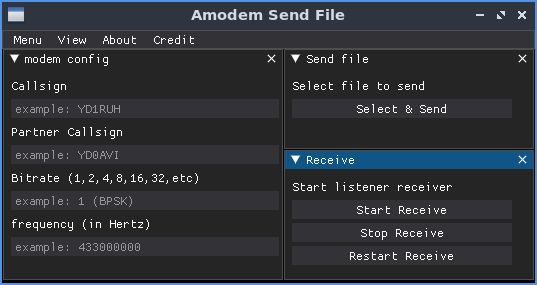 Amodem Send File
Menu View About Credit
modem config
Callsign
example: YD1RUH
Partner Callsign
example: YD0AVI
Bitrate (1,2,4,8,16,32,etc)
example: 1 (BPSK)
frequency (in Hertz)
example: 433000000
Send file
Select file to send
Select & Send
Receive
Start listener receiver
Start Receive
Stop Receive
Restart Receive